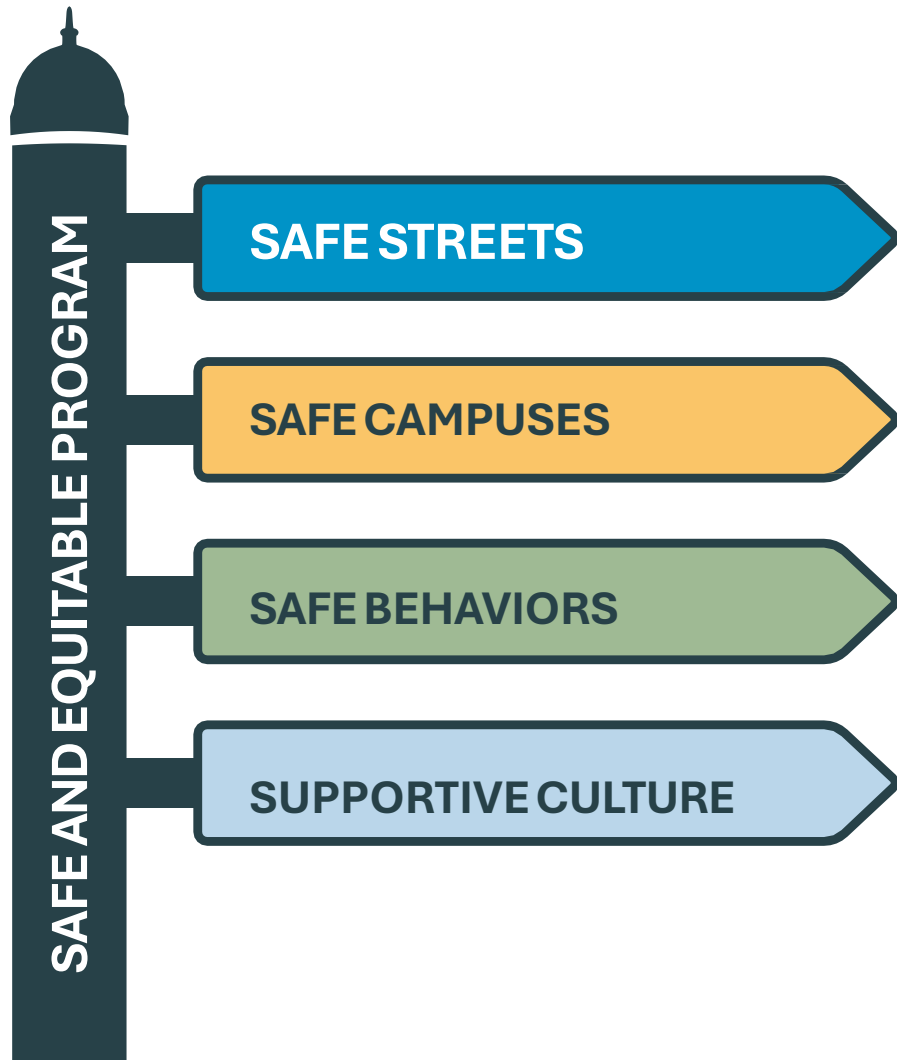 SAFE AND EQUITABLE PROGRAM
SAFE STREETS
SAFE CAMPUSES
SAFE BEHAVIORS
SUPPORTIVE CULTURE